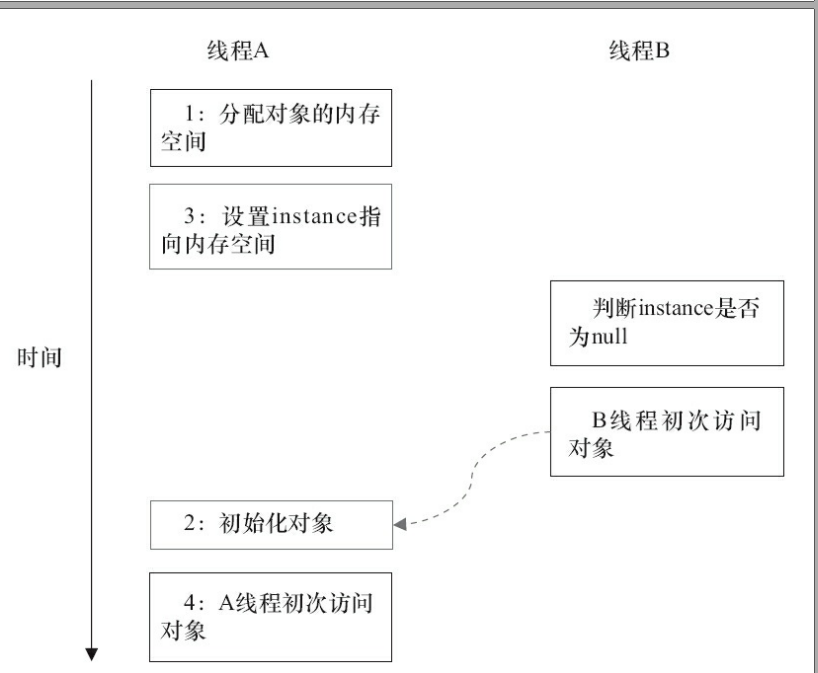 线程A
线程B
1：分配对象的内存
空间
3：设置instance指
向内存空间
判断instance是否
为null
时间
B线程初次访问
对象
2：初始化对象
4：A线程初次访问
对象